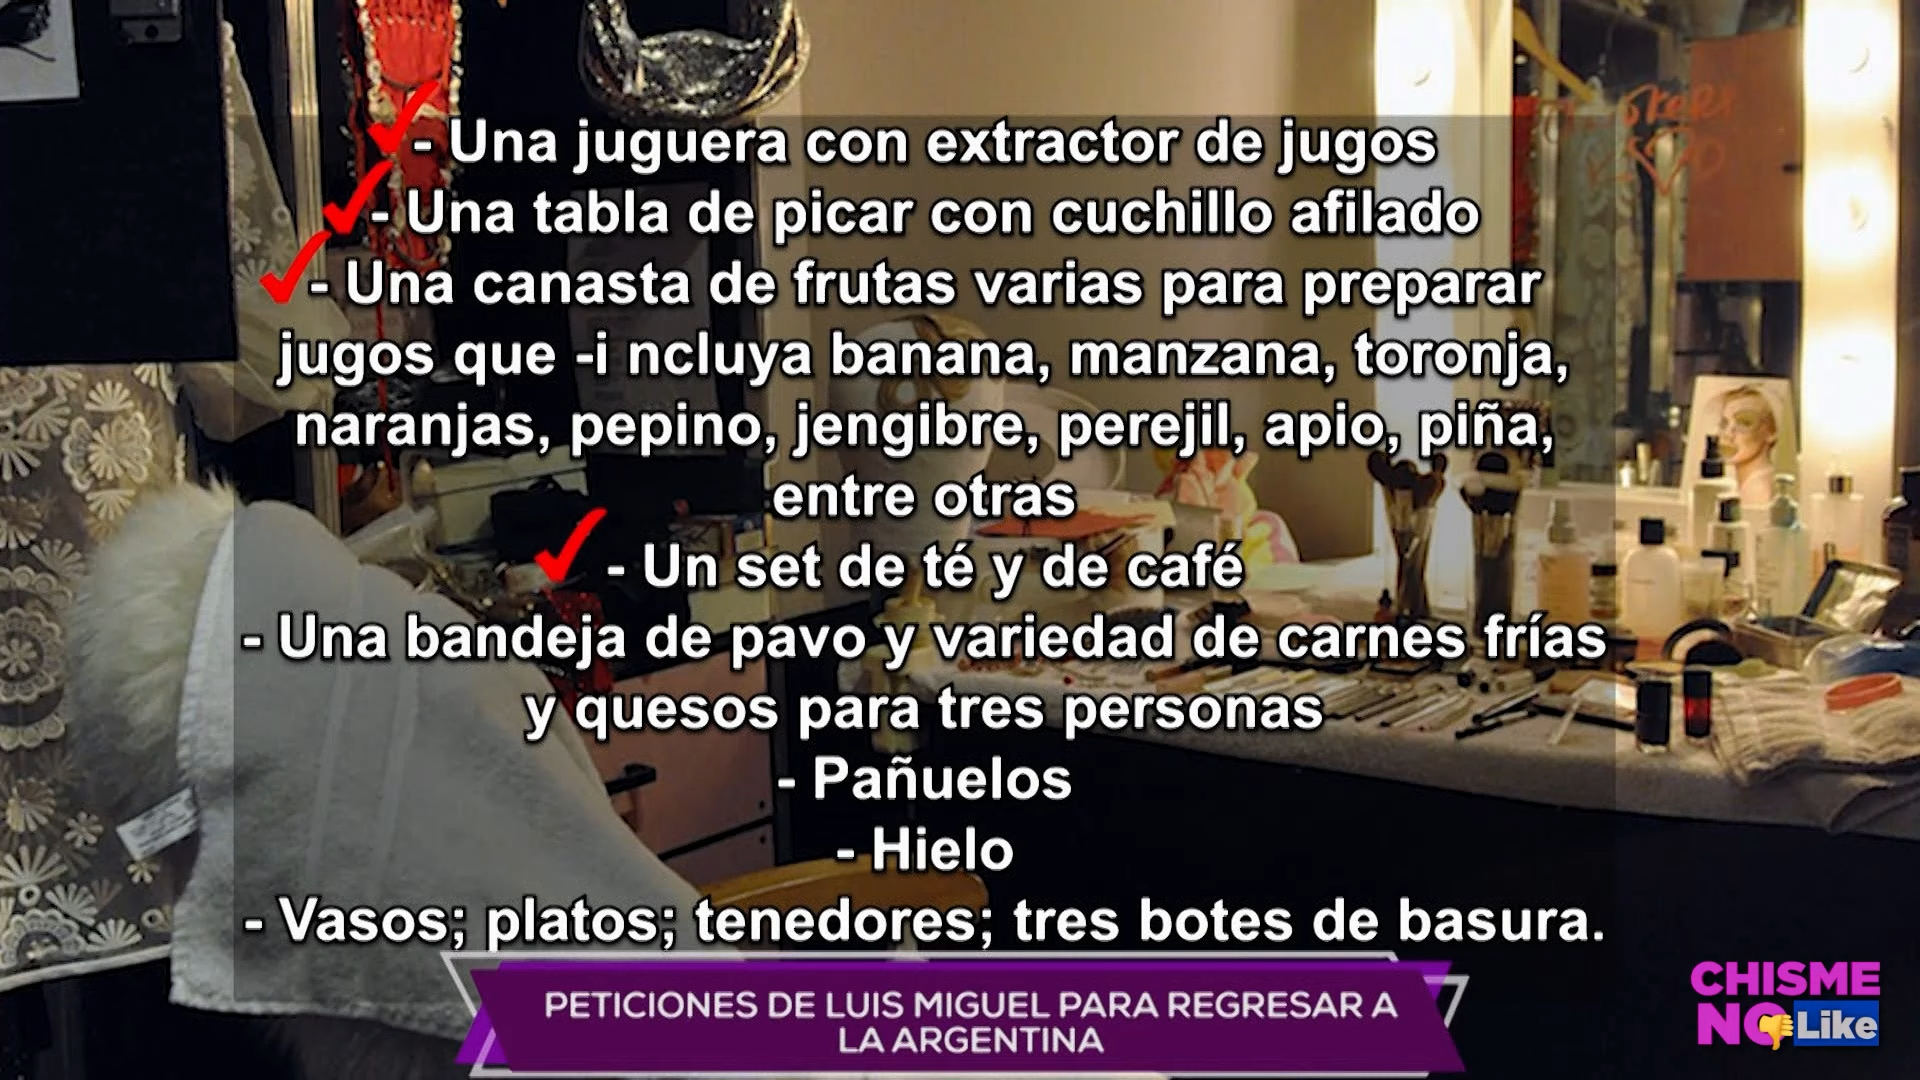 - Una juguera con extractor de jugos
- Una tabla de picar con cuchillo afilado
- Una canasta de frutas varias para preparar
jugos que -i ncluya banana, manzana, toronja,
naranjas, pepino, jengibre, perejil, apio, piña,
entre otras
- Un set de té y de café
- Una bandeja de pavo y variedad de carnes frías
y quesos para tres personas
- Pañuelos
- Hielo
- Vasos; platos; tenedores; tres botes de basura.
PETICIONES DE LUIS MIGUEL PARA REGRESAR A
LA ARGENTINA
CHISME
NO Like